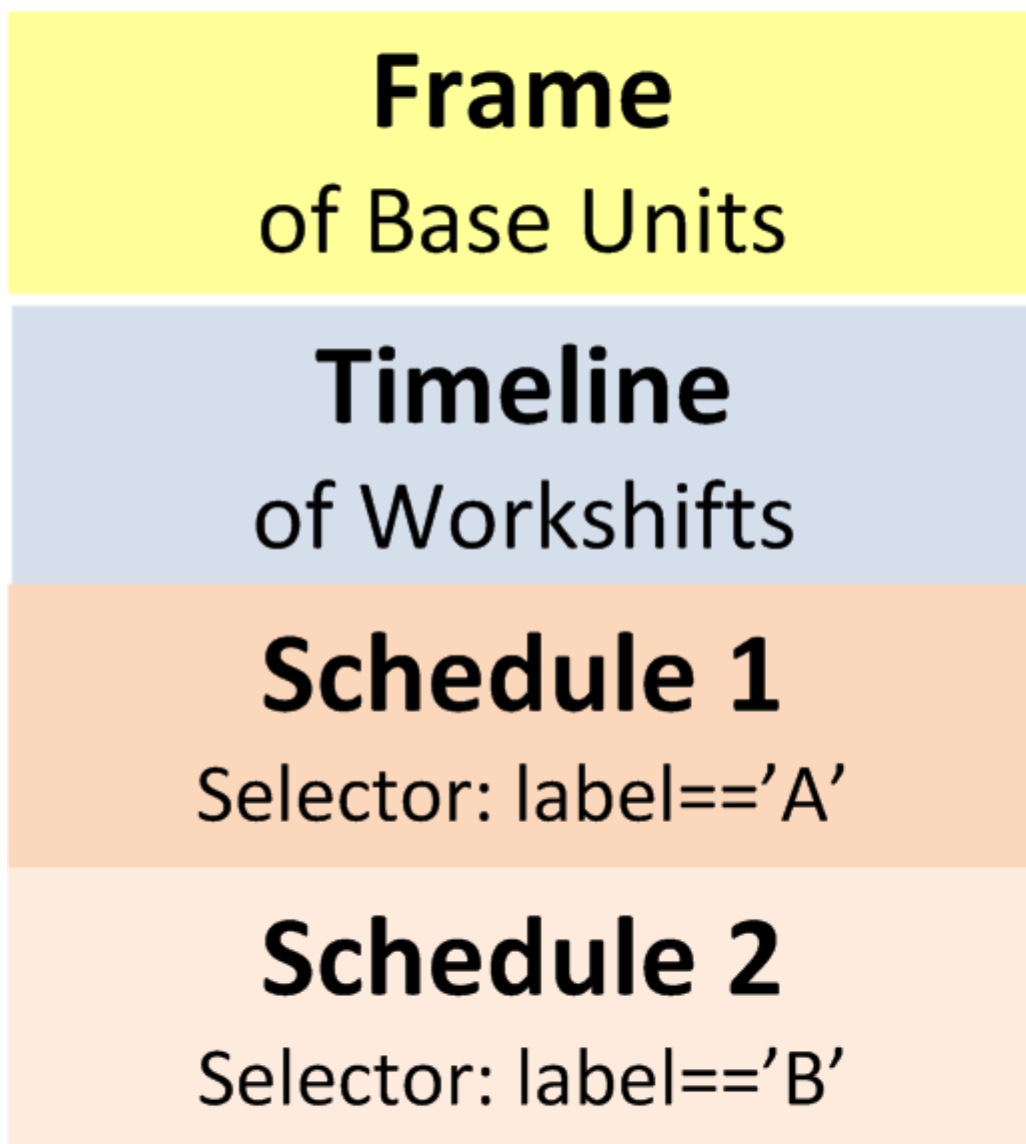 Frame
of Base Units
Timeline
of Workshifts
Schedule 1
Selector: label==’A’
Schedule 2
Selector: label==’B’